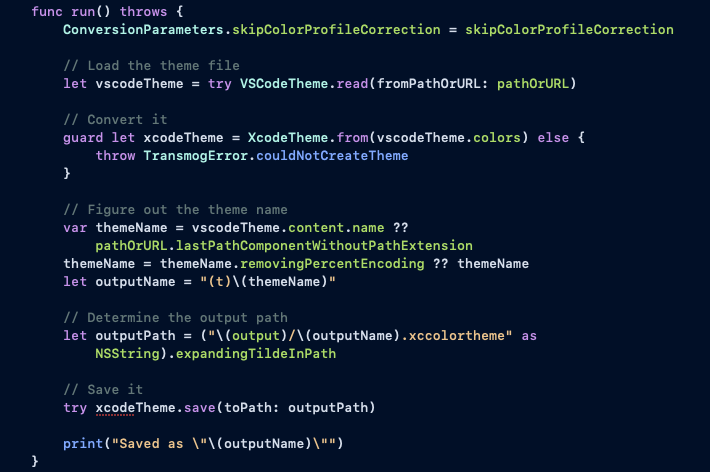 func run() throws {
ConversionParameters.skipColorProfileCorrection = skipColorProfileCorrection
// Load the theme file
let vscodeTheme = try VSCodeTheme.read(fromPathOrURL: pathOrURL)
// Convert it
guard let xcodeTheme = XcodeTheme.from(vscodeTheme.colors) else {
throw TransmogError.couldNotCreateTheme
}
// Figure out the theme name
var themeName = vscodeTheme.content.name ??
pathOrURL.lastPathComponentWithoutPathExtension
themeName = themeName.removingPercentEncoding ?? themeName
let outputName = "(t)\(themeName)"
// Determine the output path
let outputPath = ("\(output)/\(outputName).xccolortheme" as
NSString).expandingTildeInPath
// Save it
try xcodeTheme.save(toPath: outputPath)
print("Saved as \"\(outputName)\"")
}